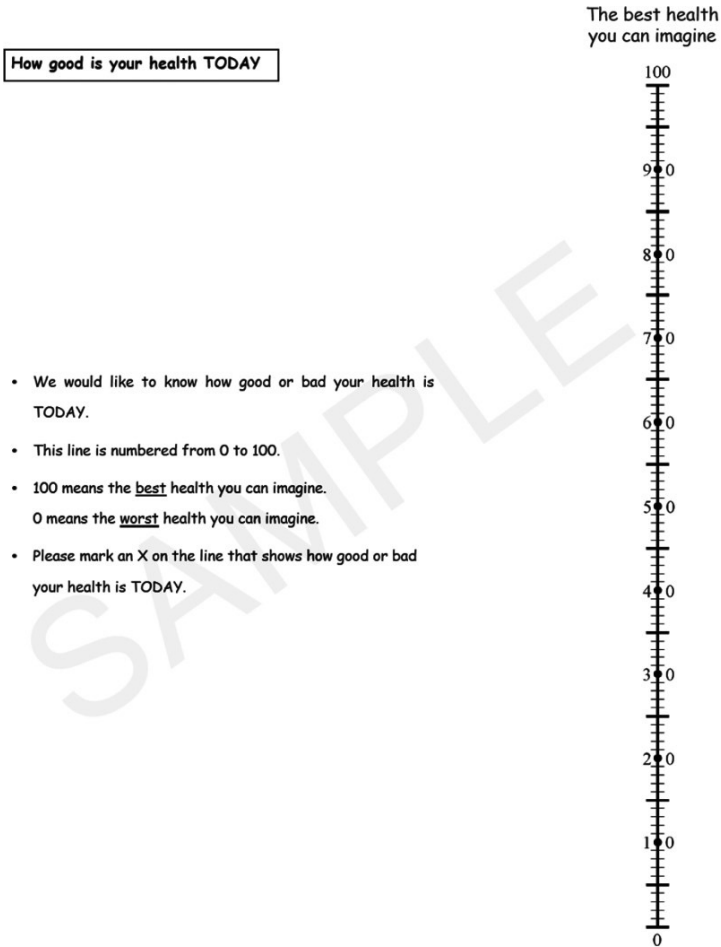 The best health
you can imagine
How good is your health TODAY
100
90
80
70
• We would like to know how good or bad your health is
TODAY.
60
• This line is numbered from 0 to 100.
• 100 means the best health you can imagine.
50
0 means the worst health you can imagine.
• Please mark an X on the line that shows how good or bad
your health is TODAY.
40
30
20
10
0
SAMPLE